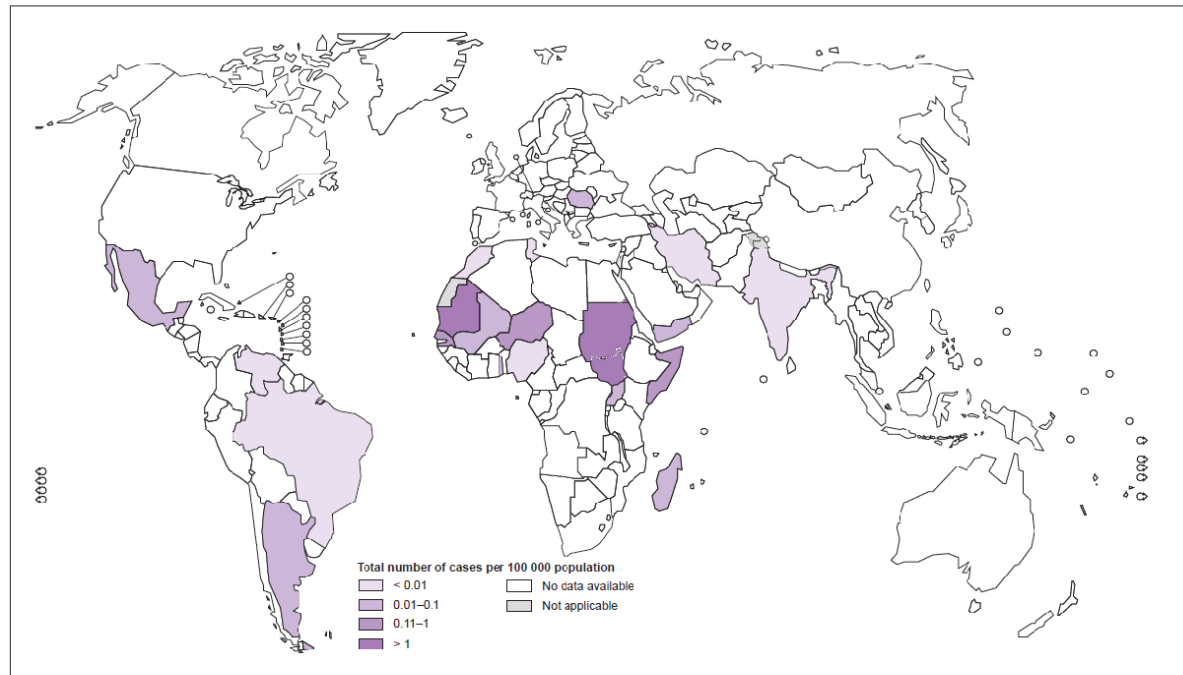 Total number of cases per 100 000 population
< 0.01
0.01–0.1
0.11–1
> 1
No data available
Not applicable